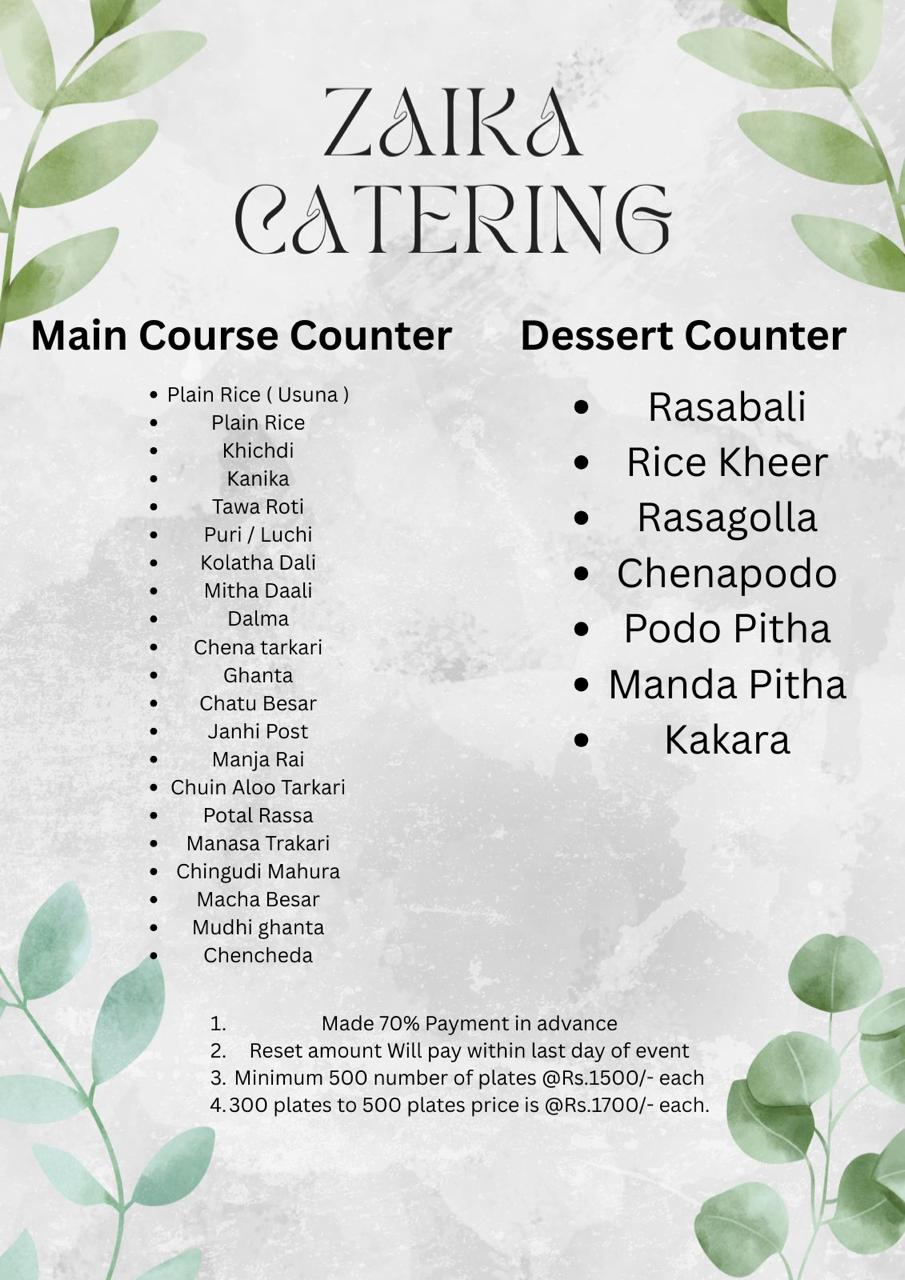 ZAIKA
CATERING
Main Course Counter
• Plain Rice ( Usuna )
• Plain Rice
• Khichdi
• Kanika
• Tawa Roti
• Puri / Luchi
• Kolatha Dali
• Mitha Daali
• Dalma
• Chena tarkari
• Ghanta
• Chatu Besar
• Janhi Post
• Manja Rai
• Chuin Aloo Tarkari
• Potal Rassa
• Manasa Trakari
• Chingudi Mahura
• Macha Besar
• Mudhi ghanta
• Chencheda
Dessert Counter
• Rasabali
• Rice Kheer
• Rasagolla
• Chenapodo
• Podo Pitha
• Manda Pitha
• Kakara
1. Made 70% Payment in advance
2. Reset amount Will pay within last day of event
3. Minimum 500 number of plates @Rs.1500/- each
4.300 plates to 500 plates price is @Rs.1700/- each.